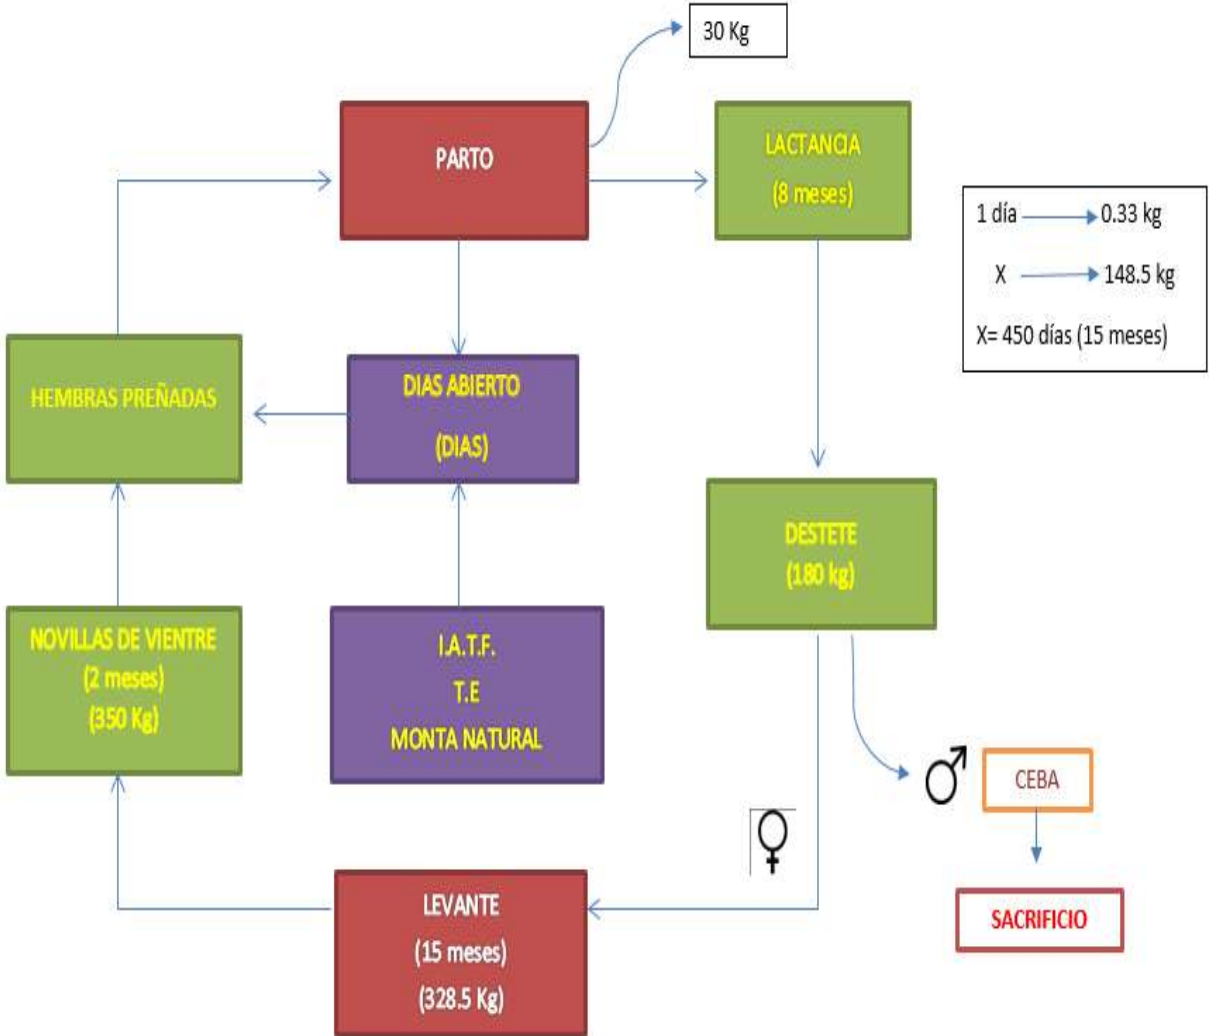 30 Kg
PARTO
LACTANCIA
(8 meses)
1 día 0.33 kg
X 148.5 kg
X= 450 días (15 meses)
HEMBRAS PREÑADAS
DIAS ABIERTO
(DIAS)
DESTETE
(180 kg)
NOVILLAS DE VIENTRE
(2 meses)
(350 Kg)
I.A.T.F.
T.E
MONTA NATURAL
CEBA
SACRIFICIO
LEVANTE
(15 meses)
(328.5 Kg)